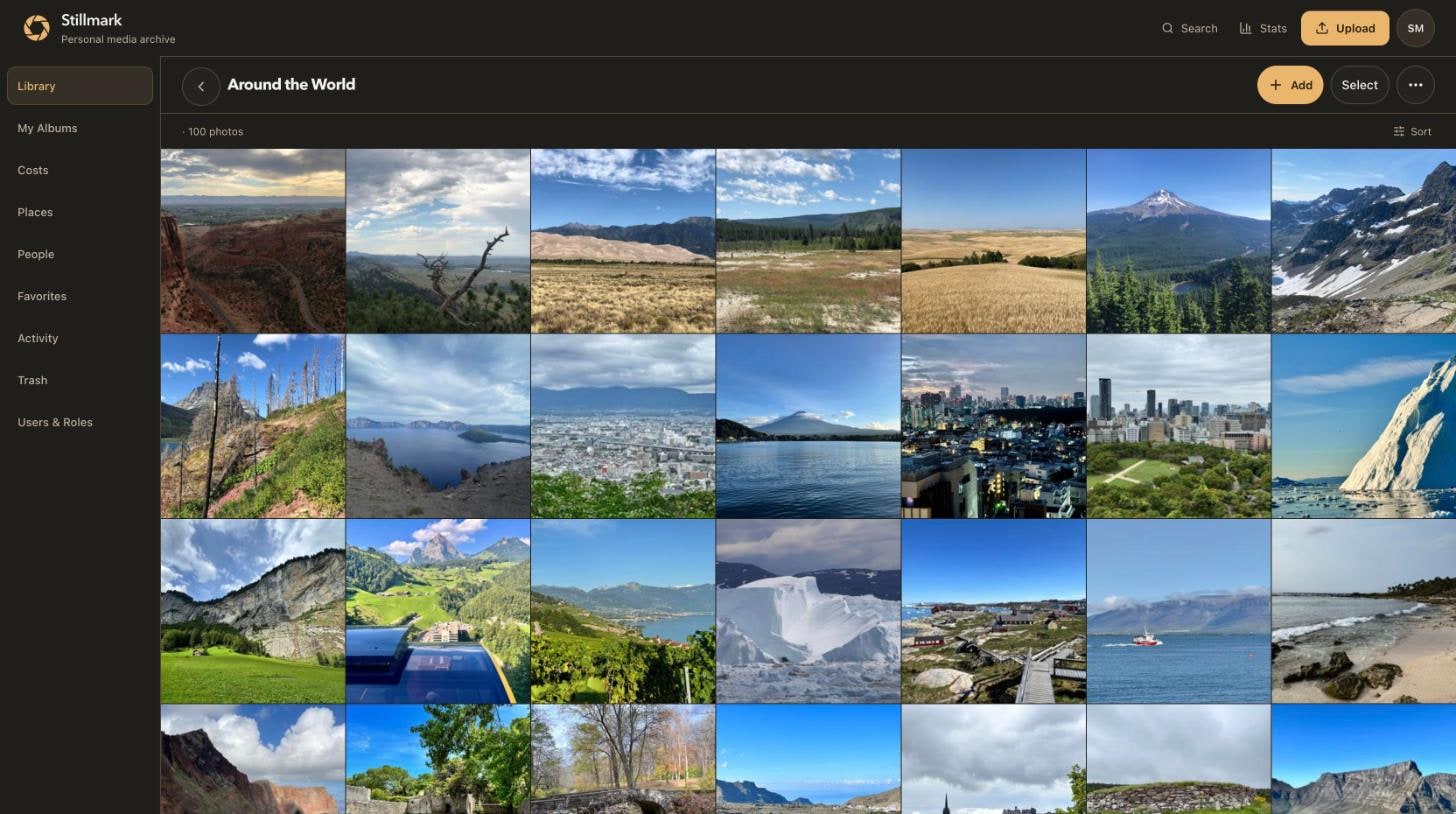 Stillmark
Personal media archive
Search
Stats
Upload
SM
Library
My Albums
Costs
Places
People
Favorites
Activity
Trash
Users & Roles
Around the World
Add
Select
· 100 photos
Sort